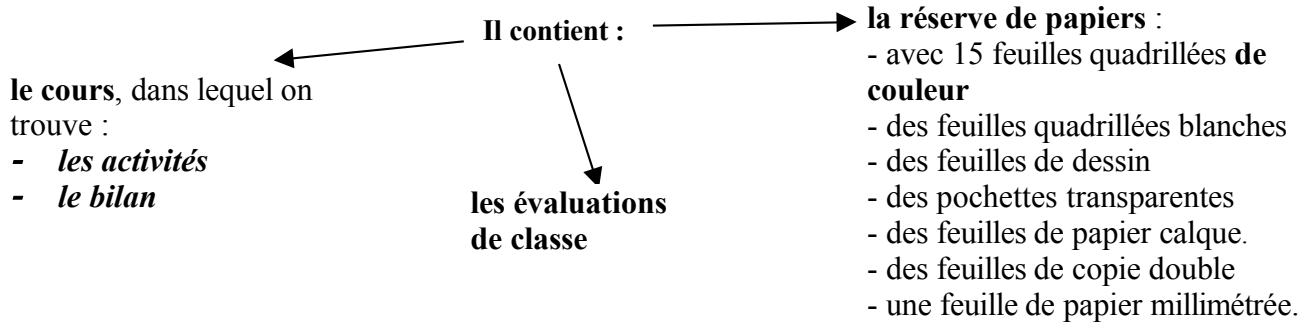 Il contient :
le cours, dans lequel on
trouve :
- les activités
- le bilan
les évaluations
de classe
la réserve de papiers :
- avec 15 feuilles quadrillées de
couleur
- des feuilles quadrillées blanches
- des feuilles de dessin
- des pochettes transparentes
- des feuilles de papier calque.
- des feuilles de copie double
- une feuille de papier millimétrée.